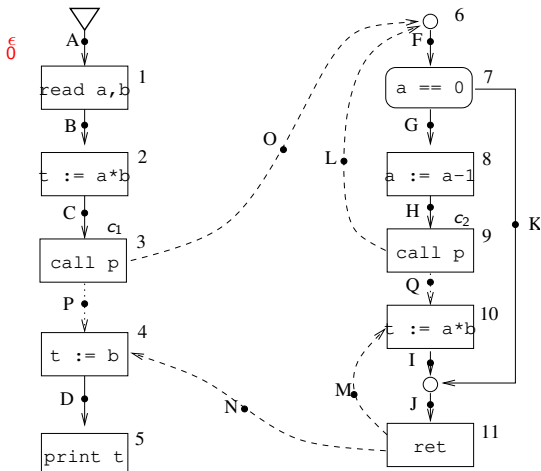 ϵ
0
A
read a,b
1
B
t := a*b
2
C
c1
call p
3
P
t := b
4
D
print t
5
O
L
N
M
6
F
a == 0
7
G
K
a := a-1
8
H
c2
call p
9
Q
t := a*b
10
I
J
ret
11